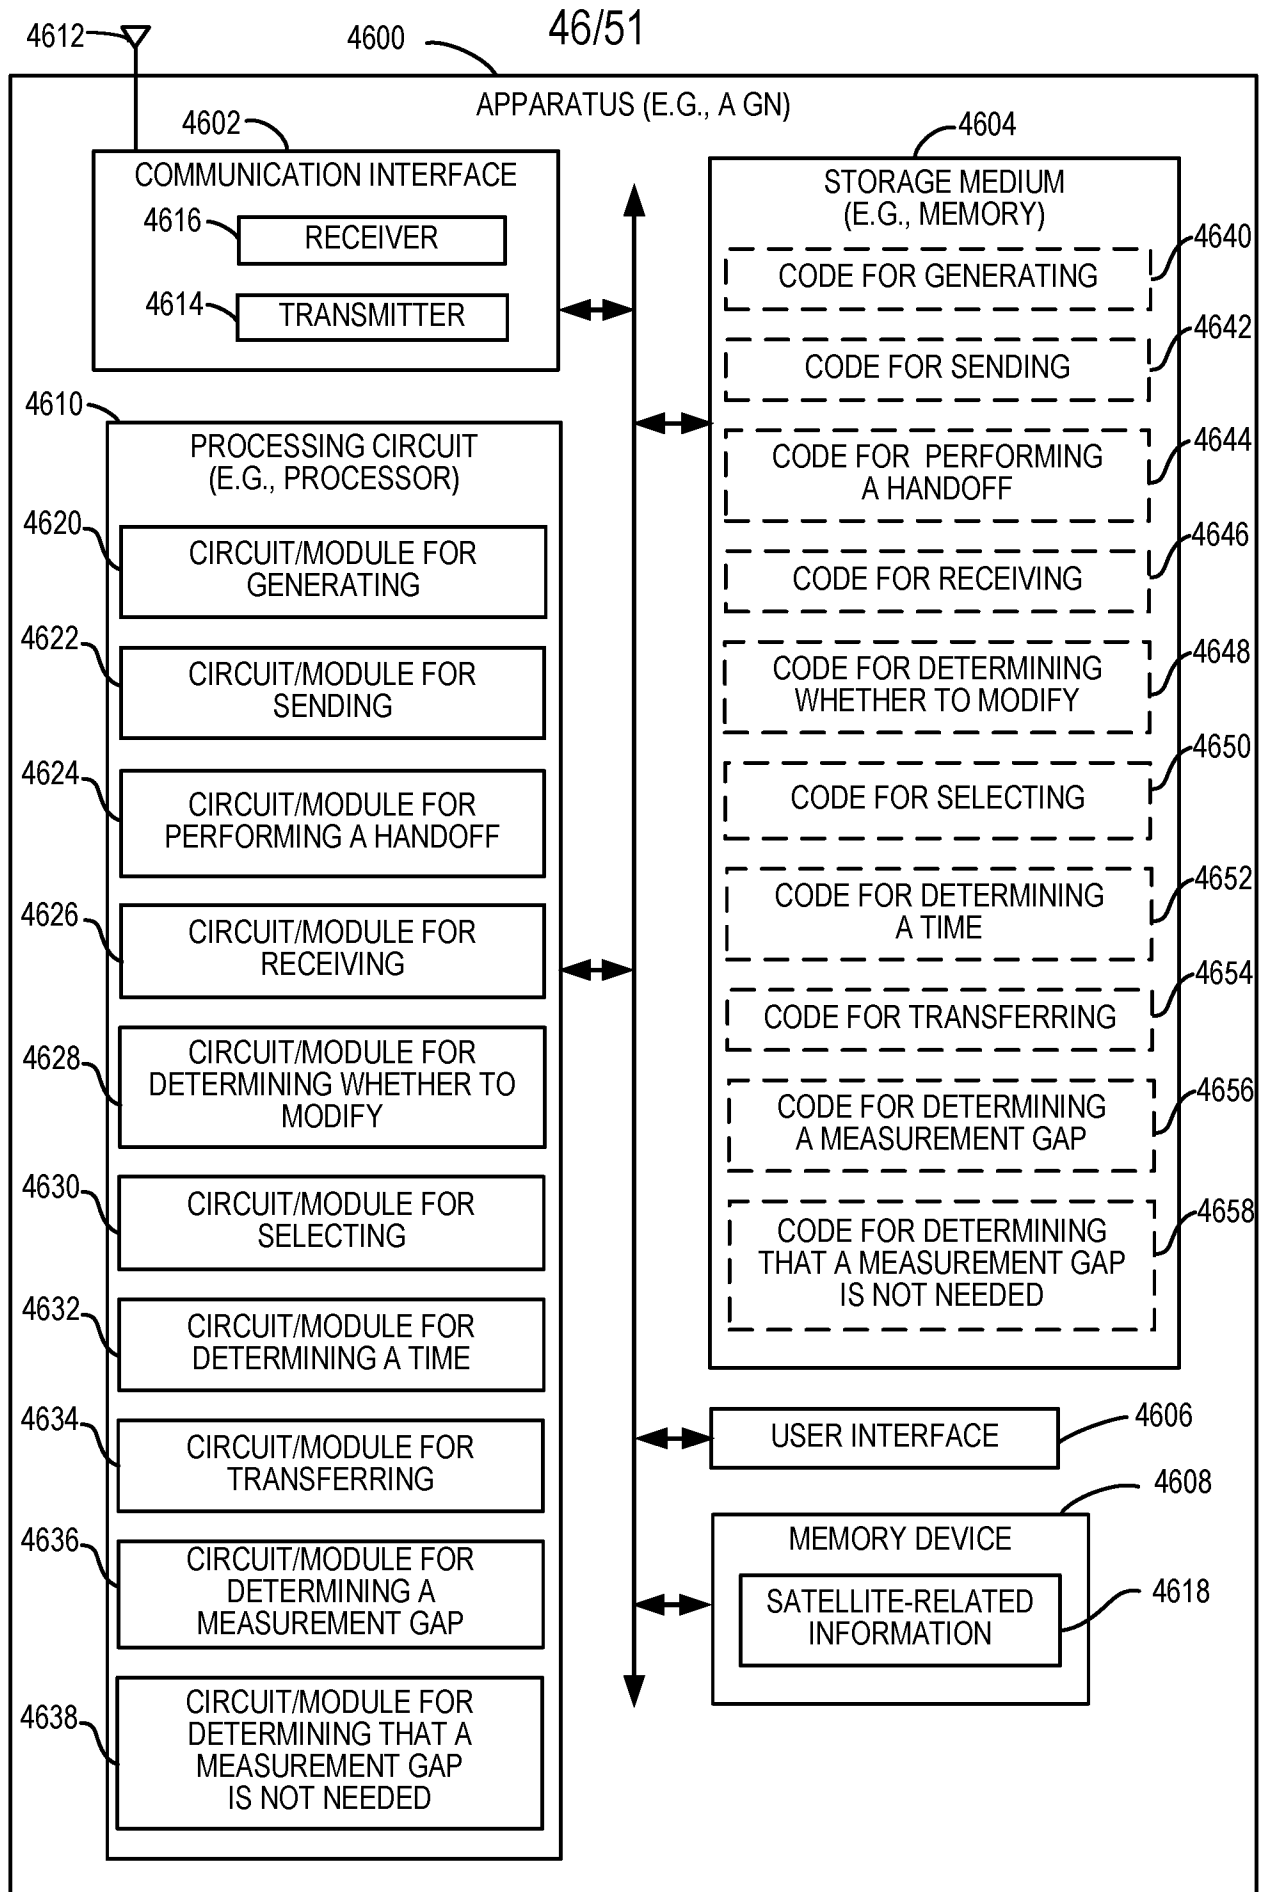 46/51
4612
4600
APPARATUS (E.G., A GN)
4602
COMMUNICATION INTERFACE
4616
RECEIVER
4614
TRANSMITTER
4610
PROCESSING CIRCUIT
(E.G., PROCESSOR)
4620
CIRCUIT/MODULE FOR
GENERATING
4622
CIRCUIT/MODULE FOR
SENDING
4624
CIRCUIT/MODULE FOR
PERFORMING A HANDOFF
4626
CIRCUIT/MODULE FOR
RECEIVING
4628
CIRCUIT/MODULE FOR
DETERMINING WHETHER TO
MODIFY
4630
CIRCUIT/MODULE FOR
SELECTING
4632
CIRCUIT/MODULE FOR
DETERMINING A TIME
4634
CIRCUIT/MODULE FOR
TRANSFERRING
4636
CIRCUIT/MODULE FOR
DETERMINING A
MEASUREMENT GAP
4638
CIRCUIT/MODULE FOR
DETERMINING THAT A
MEASUREMENT GAP
IS NOT NEEDED
4604
STORAGE MEDIUM
(E.G., MEMORY)
4640
CODE FOR GENERATING
4642
CODE FOR SENDING
4644
CODE FOR PERFORMING
A HANDOFF
4646
CODE FOR RECEIVING
4648
CODE FOR DETERMINING
WHETHER TO MODIFY
4650
CODE FOR SELECTING
4652
CODE FOR DETERMINING
A TIME
4654
CODE FOR TRANSFERRING
4656
CODE FOR DETERMINING
A MEASUREMENT GAP
4658
CODE FOR DETERMINING
THAT A MEASUREMENT GAP
IS NOT NEEDED
4606
USER INTERFACE
4608
MEMORY DEVICE
4618
SATELLITE-RELATED
INFORMATION